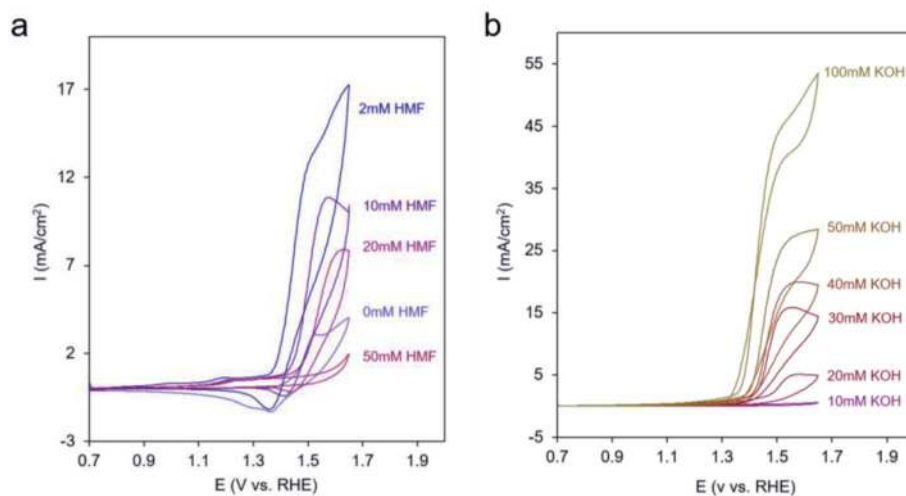 a
17
12
7
2
-3
0.7
0.9
1.1
1.3
1.5
1.7
1.9
I (mA/cm²)
E (V vs. RHE)
2mM HMF
10mM HMF
20mM HMF
0mM HMF
50mM HMF
b
55
45
35
25
15
5
-5
0.7
0.9
1.1
1.3
1.5
1.7
1.9
I (mA/cm²)
E (v vs. RHE)
100mM KOH
50mM KOH
40mM KOH
30mM KOH
20mM KOH
10mM KOH